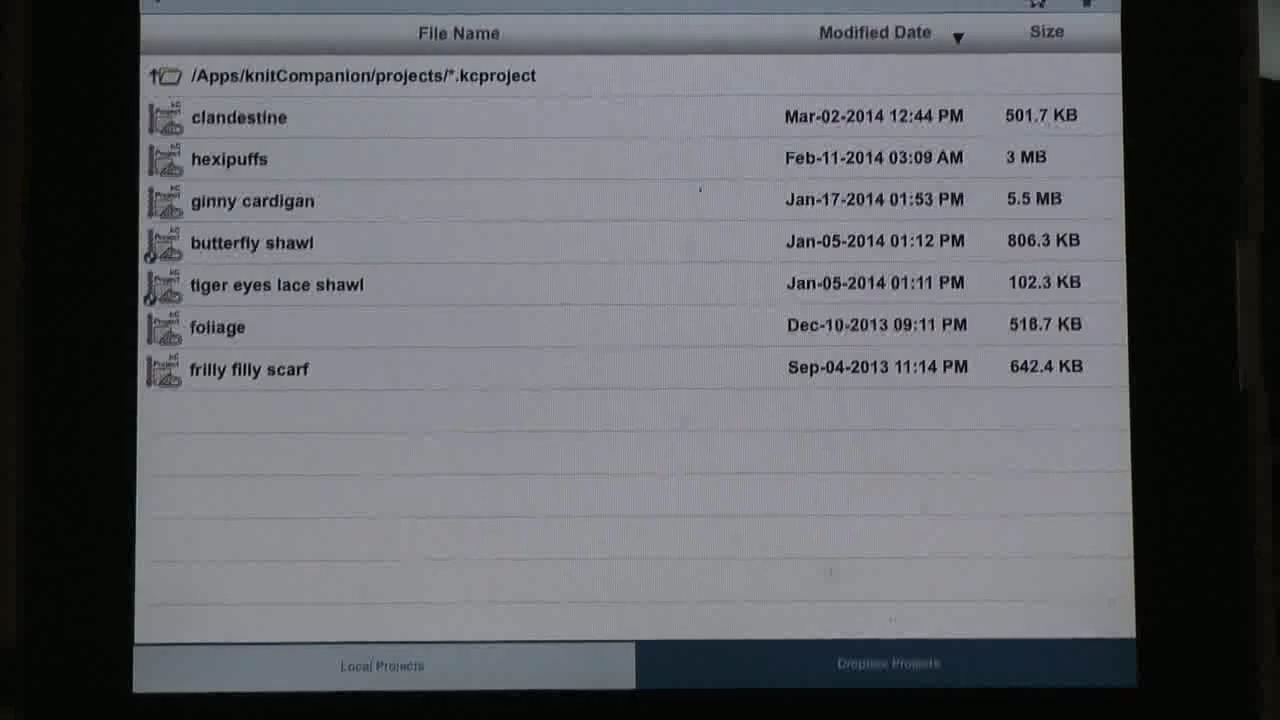 File Name Modified Date ▼ Size
/Apps/knitCompanion/projects/*.kcproject
clandestine Mar-02-2014 12:44 PM 501.7 KB
hexipuffs Feb-11-2014 03:09 AM 3 MB
ginny cardigan Jan-17-2014 01:53 PM 5.5 MB
butterfly shawl Jan-05-2014 01:12 PM 806.3 KB
tiger eyes lace shawl Jan-05-2014 01:11 PM 102.3 KB
foliage Dec-10-2013 09:11 PM 518.7 KB
frilly filly scarf Sep-04-2013 11:14 PM 642.4 KB
Local Projects Dropbox Projects